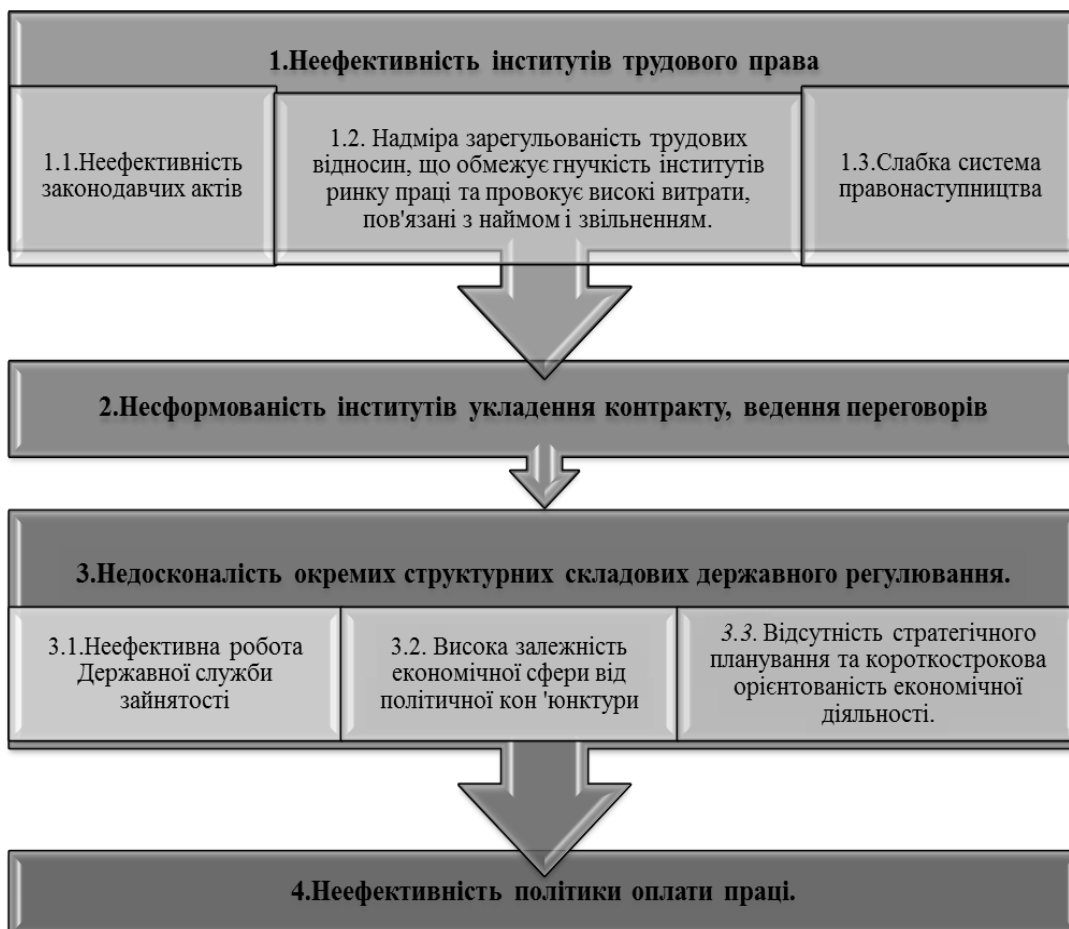 1.Неефективність інститутів трудового права
1.1.Неефективність
законодавчих актів
1.2. Надміра зарегульованість трудових
відносин, що обмежує гнучкість інститутів
ринку праці та провокує високі витрати,
пов'язані з наймом і звільненням.
1.3.Слабка система
правонаступництва
2.Несформованість інститутів укладення контракту, ведення переговорів
3.Недосконалість окремих структурних складових державного регулювання.
3.1.Неефективна робота
Державної служби
зайнятості
3.2. Висока залежність
економічної сфери від
політичної кон 'юнктури
3.3. Відсутність стратегічного
планування та короткострокова
орієнтованість економічної
діяльності.
4.Неефективність політики оплати праці.